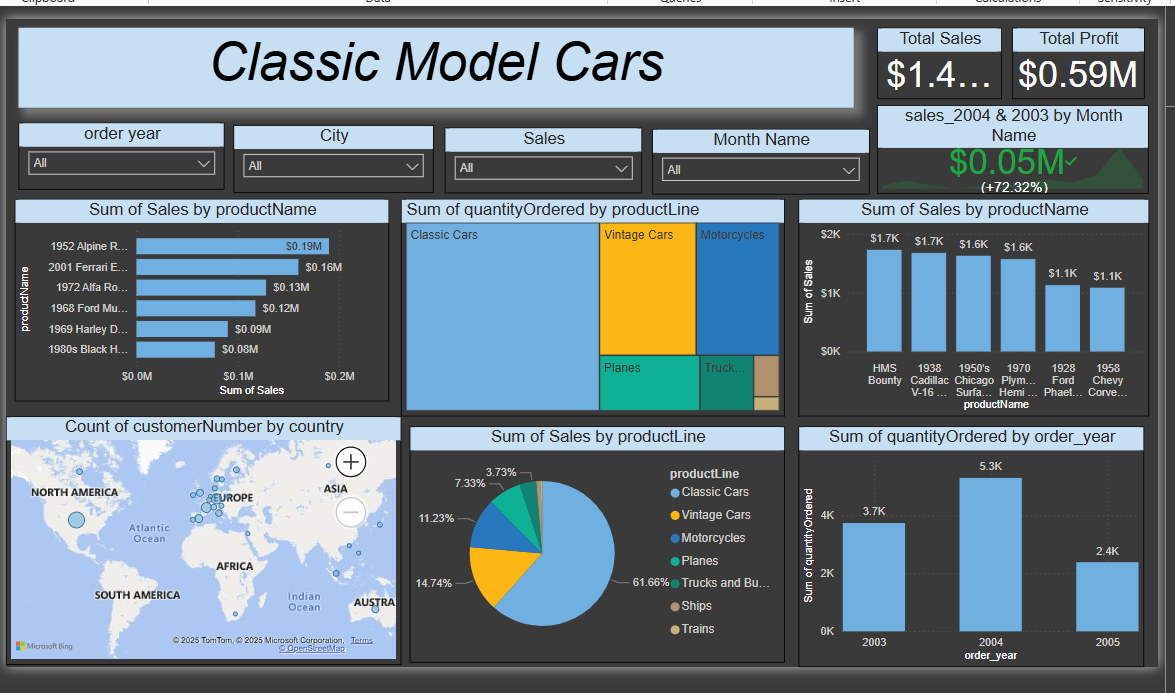 Data
Classic Model Cars
Total Sales
$1.4...
Total Profit
$0.59M
sales_2004 & 2003 by Month
Name
$0.05M
(+72.32%)
order year
All
City
All
Sales
All
Month Name
All
Sum of Sales by productName
productName
1952 Alpine R...
$0.19M
2001 Ferrari E...
$0.16M
1972 Alfa Ro...
$0.13M
1968 Ford Mu...
$0.12M
1969 Harley D...
$0.09M
1980s Black H...
$0.08M
$0.0M
$0.1M
$0.2M
Sum of Sales
Sum of quantityOrdered by productLine
Classic Cars
Vintage Cars
Motorcycles
Planes
Truck...
Sum of Sales by productName
Sum of Sales
$2K
$1K
$0K
$1.7K
$1.7K
$1.6K
$1.6K
$1.1K
$1.1K
HMS
Bounty
1938
Cadillac
V-16 ...
1950's
Chicago
Surfa...
1970
Plym...
Hemi ...
1928
Ford
Phaet...
1958
Chevy
Corve...
productName
Count of customerNumber by country
NORTH AMERICA
EUROPE
ASIA
Atlantic
Ocean
AFRICA
SOUTH AMERICA
Indian
Ocean
AUSTRA
Microsoft Bing
© 2025 TomTom, © 2025 Microsoft Corporation, Terms
© OpenStreetMap
Sum of Sales by productLine
3.73%
7.33%
11.23%
14.74%
61.66%
productLine
Classic Cars
Vintage Cars
Motorcycles
Planes
Trucks and Bu...
Ships
Trains
Sum of quantityOrdered by order_year
Sum of quantityOrdered
4K
2K
0K
3.7K
5.3K
2.4K
2003
2004
2005
order_year